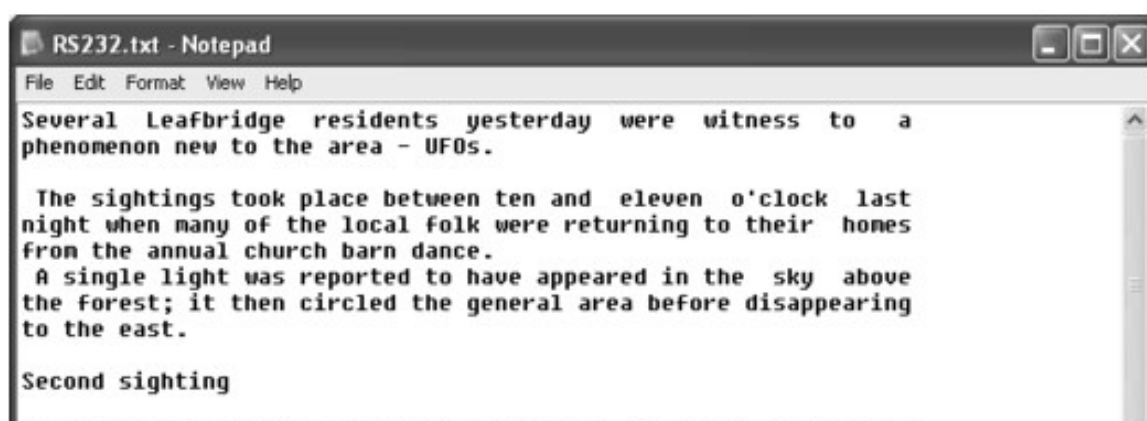 RS232.txt - Notepad
File Edit Format View Help
Several Leafbridge residents yesterday were witness to a
phenomenon new to the area - UFOs.
The sightings took place between ten and eleven o'clock last
night when many of the local folk were returning to their homes
from the annual church barn dance.
A single light was reported to have appeared in the sky above
the forest; it then circled the general area before disappearing
to the east.
Second sighting